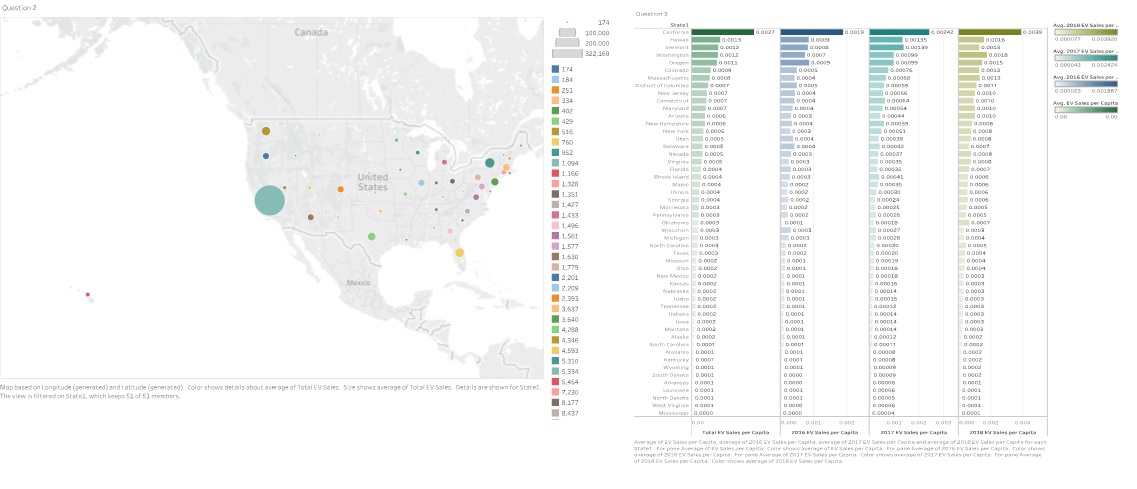 Question 2
Canada
United
States
Mexico
174
100,000
200,000
322,169
174
184
251
334
402
429
516
760
952
1,094
1,166
1,328
1,351
1,427
1,433
1,496
1,561
1,577
1,630
1,779
2,201
2,209
2,393
3,637
3,640
4,288
4,346
4,593
5,310
5,334
5,454
7,230
8,177
8,437
Map based on Longitude (generated) and Latitude (generated). Color shows details about average of Total EV Sales. Size shows average of Total EV Sales. Details are shown for State1.
The view is filtered on State1, which keeps 51 of 51 members.
Question 3
State1
California 0.0027 0.0019 0.00242 0.0039
Hawaii 0.0013 0.0009 0.00135 0.0016
Vermont 0.0012 0.0008 0.00139 0.0013
Washington 0.0012 0.0007 0.00099 0.0018
Oregon 0.0011 0.0009 0.00099 0.0015
Colorado 0.0009 0.0005 0.00076 0.0013
Massachusetts 0.0008 0.0004 0.00068 0.0013
District of Columbia 0.0007 0.0005 0.00059 0.0011
New Jersey 0.0007 0.0004 0.00056 0.0010
Connecticut 0.0007 0.0004 0.00064 0.0010
Maryland 0.0007 0.0004 0.00054 0.0010
Arizona 0.0006 0.0003 0.00044 0.0010
New Hampshire 0.0006 0.0003 0.00059 0.0008
New York 0.0006 0.0004 0.00051 0.0008
Utah 0.0005 0.0004 0.00039 0.0008
Delaware 0.0005 0.0003 0.00042 0.0007
Nevada 0.0005 0.0003 0.00037 0.0008
Virginia 0.0005 0.0003 0.00035 0.0008
Florida 0.0004 0.0003 0.00032 0.0007
Rhode Island 0.0004 0.0003 0.00041 0.0006
Maine 0.0004 0.0002 0.00035 0.0006
Illinois 0.0004 0.0002 0.00030 0.0006
Georgia 0.0004 0.0002 0.00024 0.0006
Minnesota 0.0003 0.0002 0.00025 0.0005
Pennsylvania 0.0003 0.0002 0.00026 0.0005
Oklahoma 0.0003 0.0001 0.00018 0.0007
Wisconsin 0.0003 0.0003 0.00027 0.0003
Michigan 0.0003 0.0003 0.00028 0.0004
North Carolina 0.0003 0.0002 0.00020 0.0005
Texas 0.0003 0.0002 0.00020 0.0004
Missouri 0.0002 0.0001 0.00019 0.0004
Ohio 0.0002 0.0001 0.00018 0.0004
New Mexico 0.0002 0.0001 0.00018 0.0003
Kansas 0.0002 0.0001 0.00016 0.0003
Nebraska 0.0002 0.0001 0.00014 0.0003
Idaho 0.0002 0.0001 0.00015 0.0003
Tennessee 0.0002 0.0001 0.00012 0.0003
Indiana 0.0002 0.0001 0.00014 0.0003
Iowa 0.0002 0.0001 0.00014 0.0003
Montana 0.0002 0.0001 0.00014 0.0003
Alaska 0.0002 0.0001 0.00012 0.0002
South Carolina 0.0001 0.0001 0.00011 0.0002
Alabama 0.0001 0.0001 0.00008 0.0002
Kentucky 0.0001 0.0001 0.00008 0.0002
Wyoming 0.0001 0.0001 0.00009 0.0002
South Dakota 0.0001 0.0000 0.00009 0.0002
Arkansas 0.0001 0.0000 0.00006 0.0001
Louisiana 0.0001 0.0000 0.00006 0.0001
North Dakota 0.0001 0.0000 0.00005 0.0001
West Virginia 0.0001 0.0000 0.00006 0.0001
Mississippi 0.0000 0.0000 0.00004 0.0001
0.00 0.000 0.001 0.002 0.001 0.002 0.000 0.002 0.004
Total EV Sales per Capita 2016 EV Sales per Capita 2017 EV Sales per Capita 2018 EV Sales per Capita
Average of EV Sales per Capita, average of 2016 EV Sales per Capita, average of 2017 EV Sales per Capita and average of 2018 EV Sales per Capita for each
State1. For pane Average of EV Sales per Capita: Color shows average of EV Sales per Capita. For pane Average of 2016 EV Sales per Capita: Color shows
average of 2016 EV Sales per Capita. For pane Average of 2017 EV Sales per Capita: Color shows average of 2017 EV Sales per Capita. For pane Average
of 2018 EV Sales per Capita: Color shows average of 2018 EV Sales per Capita.
Avg. 2018 EV Sales per ..
0.000077 0.003920
Avg. 2017 EV Sales per ..
0.000043 0.002424
Avg. 2016 EV Sales per ..
0.000023 0.001867
Avg. EV Sales per Capita
0.00 0.00